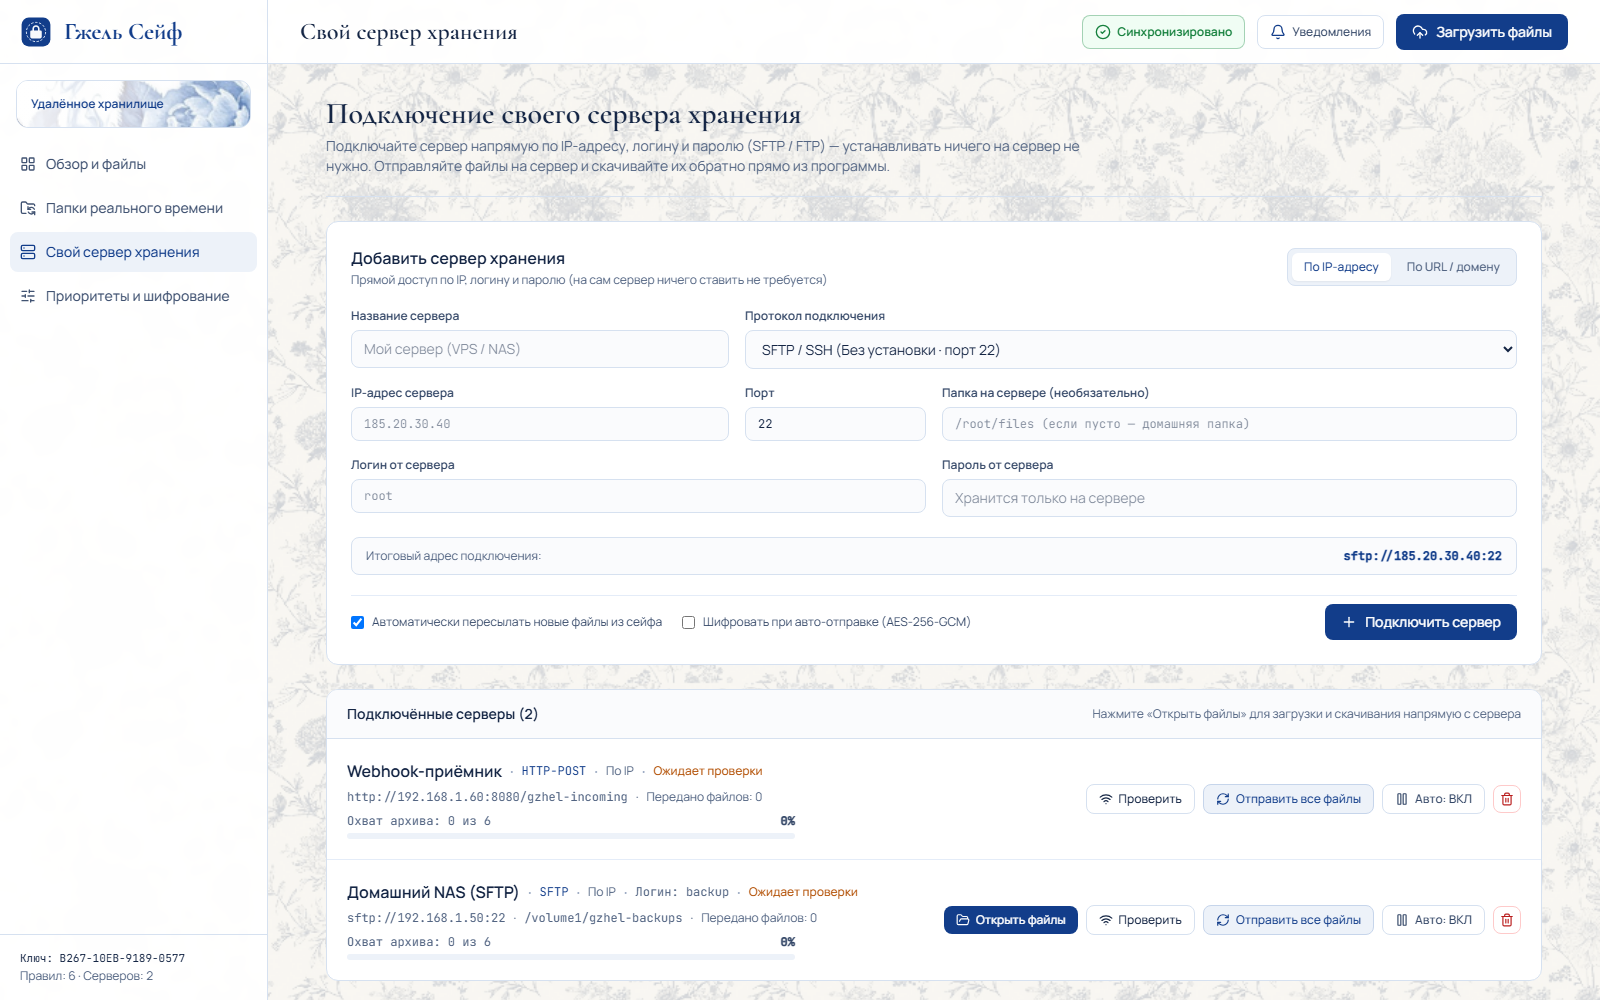 Гжель Сейф
Свой сервер хранения
Синхронизировано
Уведомления
Загрузить файлы
Удалённое хранилище
Обзор и файлы
Папки реального времени
Свой сервер хранения
Приоритеты и шифрование
Ключ: B267-10EB-9189-0577
Правил: 6 · Серверов: 2
Подключение своего сервера хранения
Подключайте сервер напрямую по IP-адресу, логину и паролю (SFTP / FTP) — устанавливать ничего на сервер не
нужно. Отправляйте файлы на сервер и скачивайте их обратно прямо из программы.
Добавить сервер хранения
Прямой доступ по IP, логину и паролю (на сам сервер ничего ставить не требуется)
По IP-адресу
По URL / домену
Название сервера
Протокол подключения
Мой сервер (VPS / NAS)
SFTP / SSH (Без установки · порт 22)
IP-адрес сервера
Порт
Папка на сервере (необязательно)
185.20.30.40
22
/root/files (если пусто — домашняя папка)
Логин от сервера
Пароль от сервера
root
Хранится только на сервере
Итоговый адрес подключения:
sftp://185.20.30.40:22
Автоматически пересылать новые файлы из сейфа
Шифровать при авто-отправке (AES-256-GCM)
Подключить сервер
Подключённые серверы (2)
Нажмите «Открыть файлы» для загрузки и скачивания напрямую с сервера
Webhook-приёмник · HTTP-POST · По IP · Ожидает проверки
http://192.168.1.60:8080/gzhel-incoming · Передано файлов: 0
Охват архива: 0 из 6
0%
Проверить
Отправить все файлы
Авто: ВКЛ
Домашний NAS (SFTP) · SFTP · По IP · Логин: backup · Ожидает проверки
sftp://192.168.1.50:22 · /volume1/gzhel-backups · Передано файлов: 0
Охват архива: 0 из 6
0%
Открыть файлы
Проверить
Отправить все файлы
Авто: ВКЛ